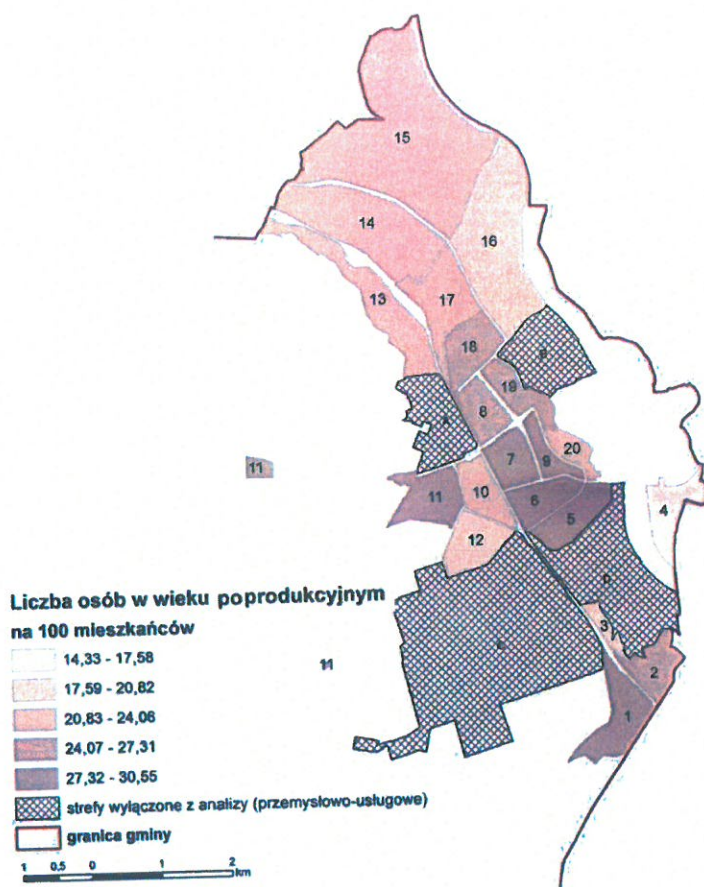 15
14
16
13
17
18
B
19
8
A
20
11
7
9
11
10
6
5
4
12
D
3
C
2
11
1
Liczba osób w wieku poprodukcyjnym
na 100 mieszkańców
14,33 - 17,58
17,59 - 20,82
20,83 - 24,06
24,07 - 27,31
27,32 - 30,55
strefy wyłączone z analizy (przemysłowo-usługowe)
granica gminy
1 0,5 0 1 2
km